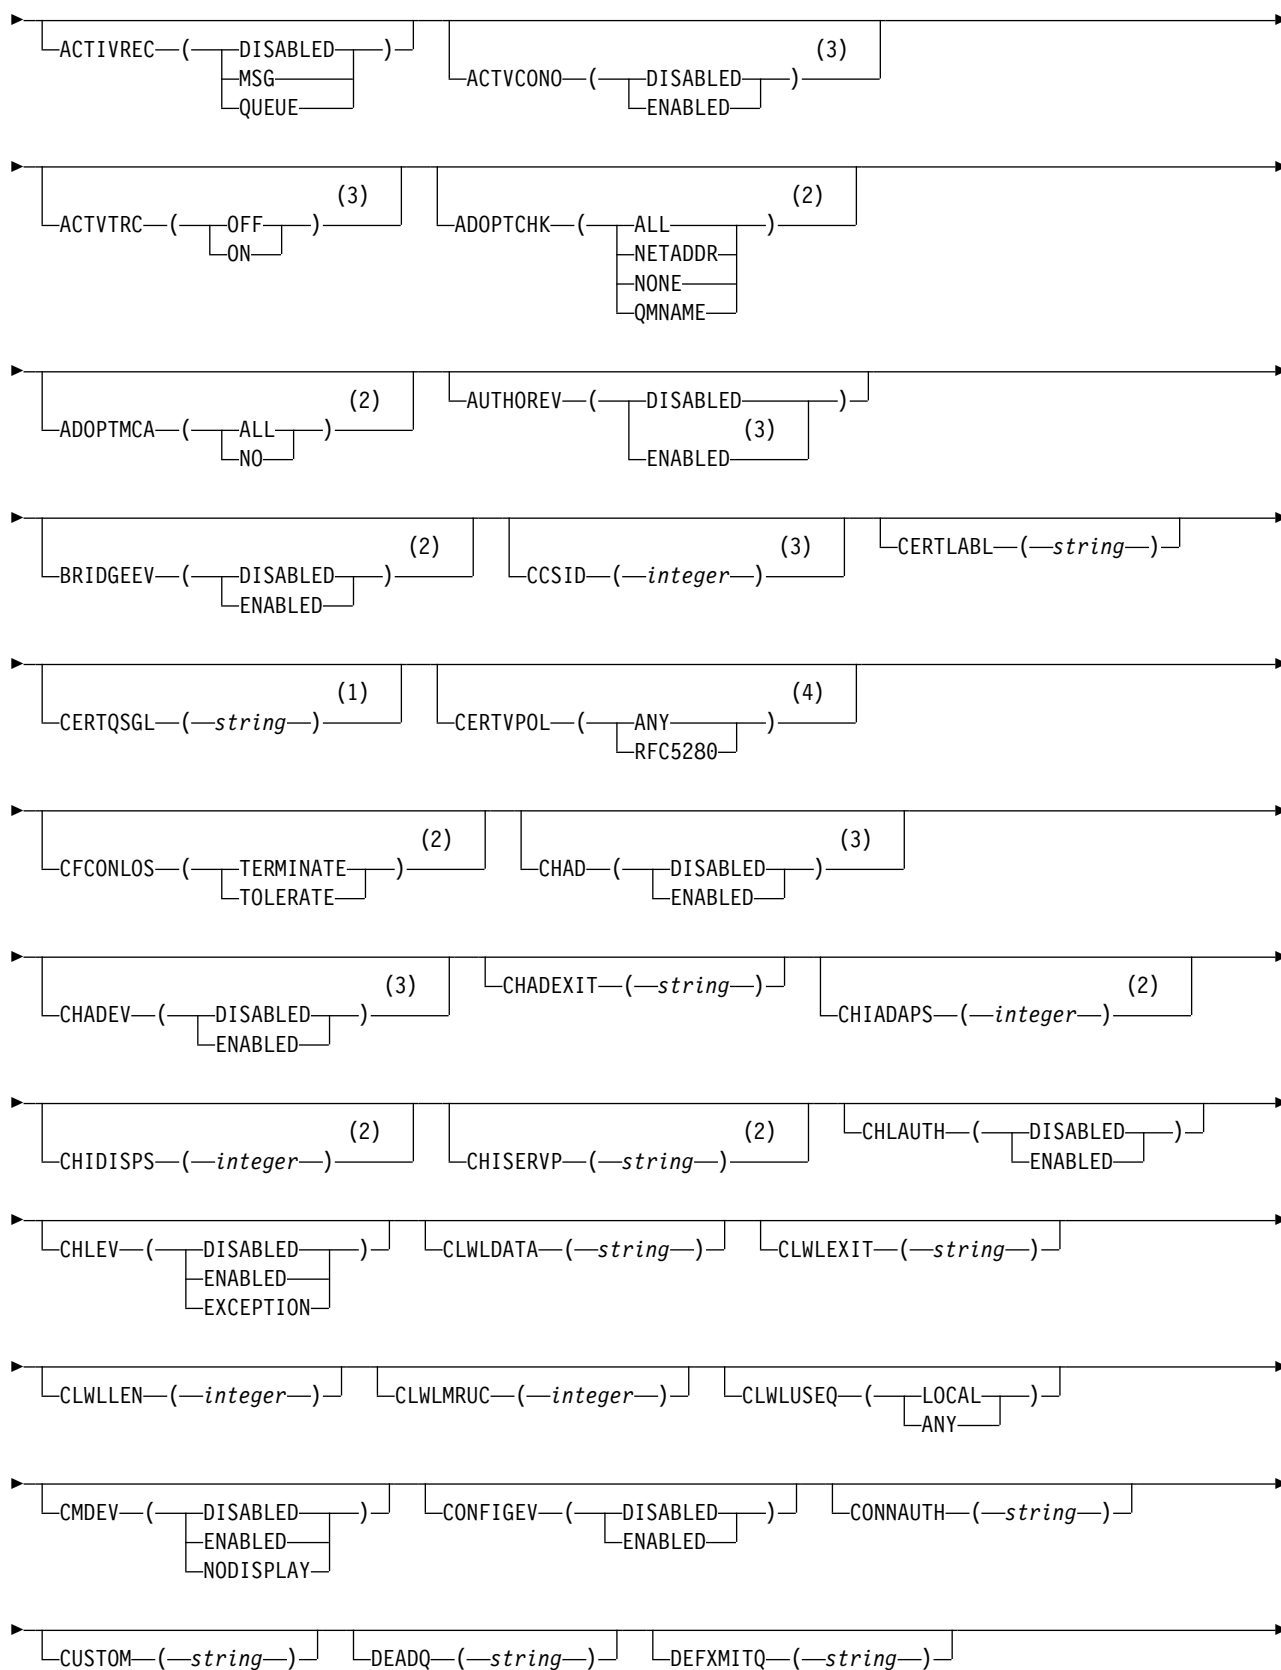 ACTIVREC ( DISABLED )
MSG
QUEUE
ACTVCONO ( DISABLED ) (3)
ENABLED
ACTVTRC ( OFF ) (3)
ON
ADOPTCHK ( ALL ) (2)
NETADDR
NONE
QMNAME
ADOPTMCA ( ALL ) (2)
NO
AUTHOREV ( DISABLED )
(3)
ENABLED
BRIDGEEV ( DISABLED ) (2)
ENABLED
CCSID ( integer ) (3)
CERTLABL ( string )
CERTQSGL ( string ) (1)
CERTVPOL ( ANY ) (4)
RFC5280
CFCONLOS ( TERMINATE ) (2)
TOLERATE
CHAD ( DISABLED ) (3)
ENABLED
CHADEV ( DISABLED ) (3)
ENABLED
CHADEXIT ( string )
CHIADAPS ( integer ) (2)
CHIDISPS ( integer ) (2)
CHISERVP ( string ) (2)
CHLAUTH ( DISABLED )
ENABLED
CHLEV ( DISABLED )
ENABLED
EXCEPTION
CLWLDATA ( string )
CLWLEXIT ( string )
CLWLLEN ( integer )
CLWLMRUC ( integer )
CLWLUSEQ ( LOCAL )
ANY
CMDEV ( DISABLED )
ENABLED
NODISPLAY
CONFIGEV ( DISABLED )
ENABLED
CONNAUTH ( string )
CUSTOM ( string )
DEADQ ( string )
DEFXMITQ ( string )